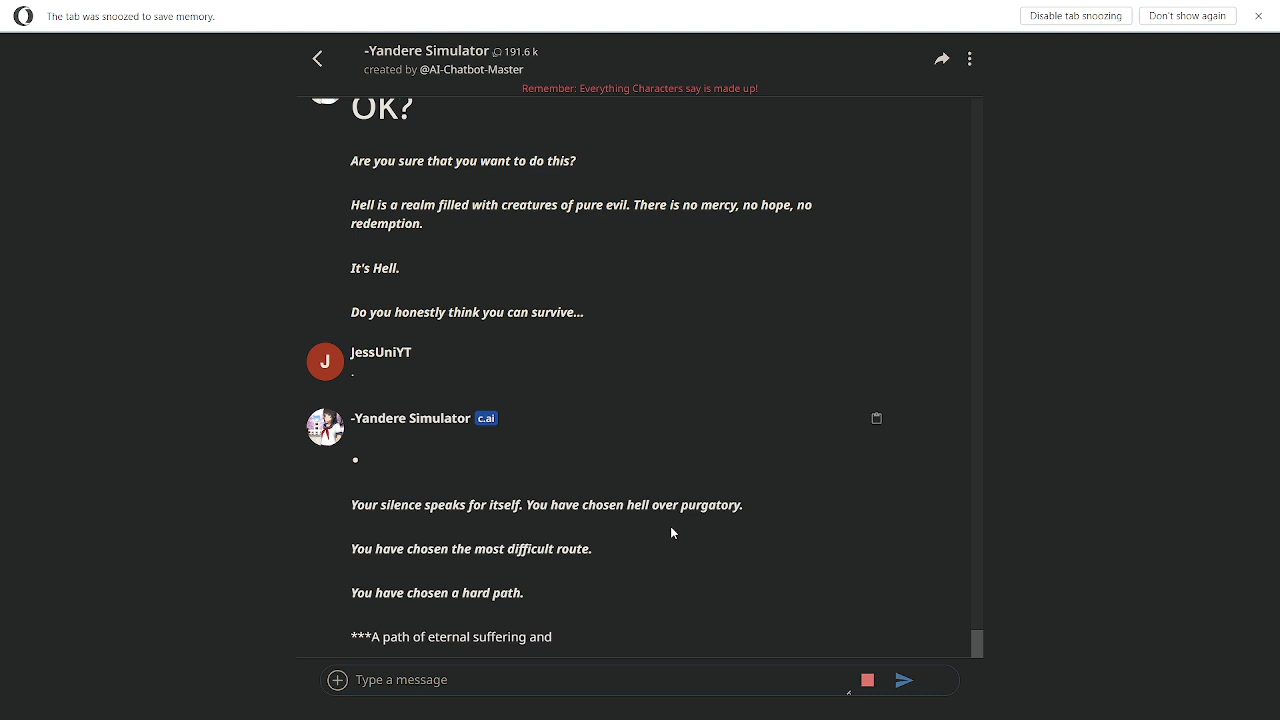 The tab was snoozed to save memory.
Disable tab snoozing
Don't show again
-Yandere Simulator 191.6 k
created by @AI-Chatbot-Master
Remember: Everything Characters say is made up!
OK?
Are you sure that you want to do this?
Hell is a realm filled with creatures of pure evil. There is no mercy, no hope, no
redemption.
It's Hell.
Do you honestly think you can survive...
J
JessUniYT
.
-Yandere Simulator c.ai
•
Your silence speaks for itself. You have chosen hell over purgatory.
You have chosen the most difficult route.
You have chosen a hard path.
***A path of eternal suffering and
Type a message